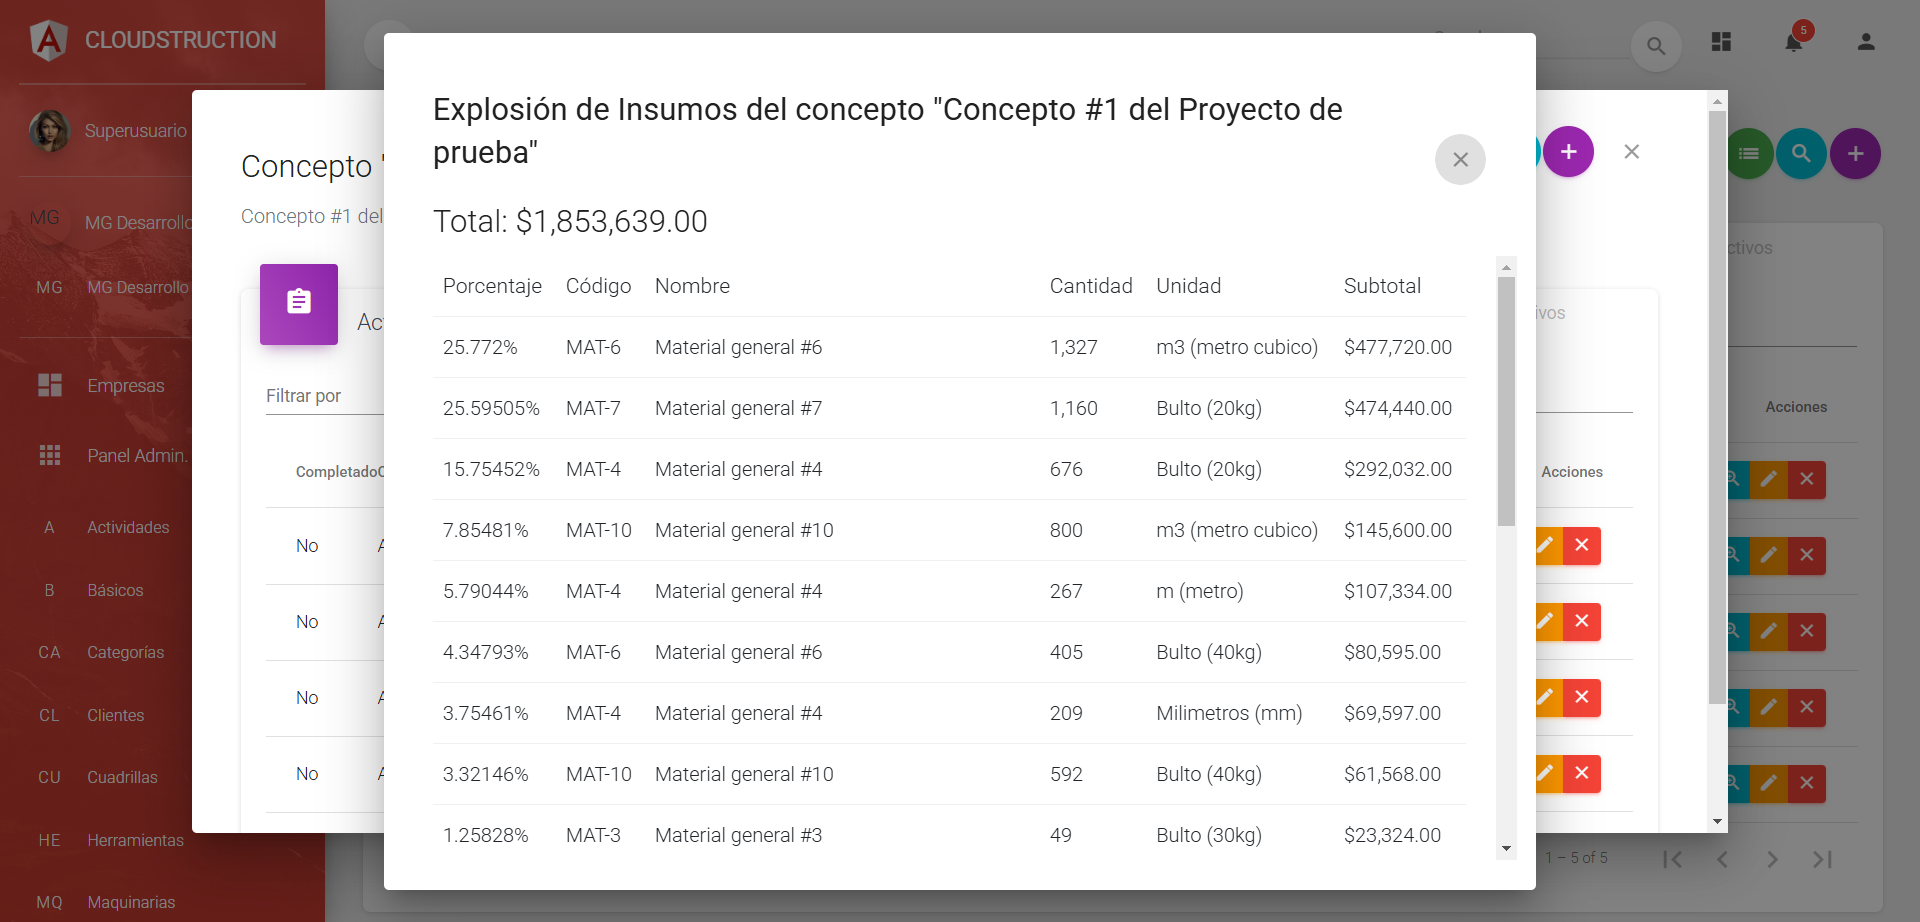 CLOUDSTRUCTION
5
Superusuario
MG
MG Desarrollo
MG
MG Desarrollo
Empresas
Panel Admin.
A
Actividades
B
Básicos
CA
Categorías
CL
Clientes
CU
Cuadrillas
HE
Herramientas
MQ
Maquinarias
Concepto "
Concepto #1 del
Filtrar por
Completado
No
No
No
No
Explosión de Insumos del concepto "Concepto #1 del Proyecto de
prueba"
Total: $1,853,639.00
Porcentaje Código Nombre Cantidad Unidad Subtotal
25.772% MAT-6 Material general #6 1,327 m3 (metro cubico) $477,720.00
25.59505% MAT-7 Material general #7 1,160 Bulto (20kg) $474,440.00
15.75452% MAT-4 Material general #4 676 Bulto (20kg) $292,032.00
7.85481% MAT-10 Material general #10 800 m3 (metro cubico) $145,600.00
5.79044% MAT-4 Material general #4 267 m (metro) $107,334.00
4.34793% MAT-6 Material general #6 405 Bulto (40kg) $80,595.00
3.75461% MAT-4 Material general #4 209 Milimetros (mm) $69,597.00
3.32146% MAT-10 Material general #10 592 Bulto (40kg) $61,568.00
1.25828% MAT-3 Material general #3 49 Bulto (30kg) $23,324.00
Acciones
Acciones
1 – 5 of 5